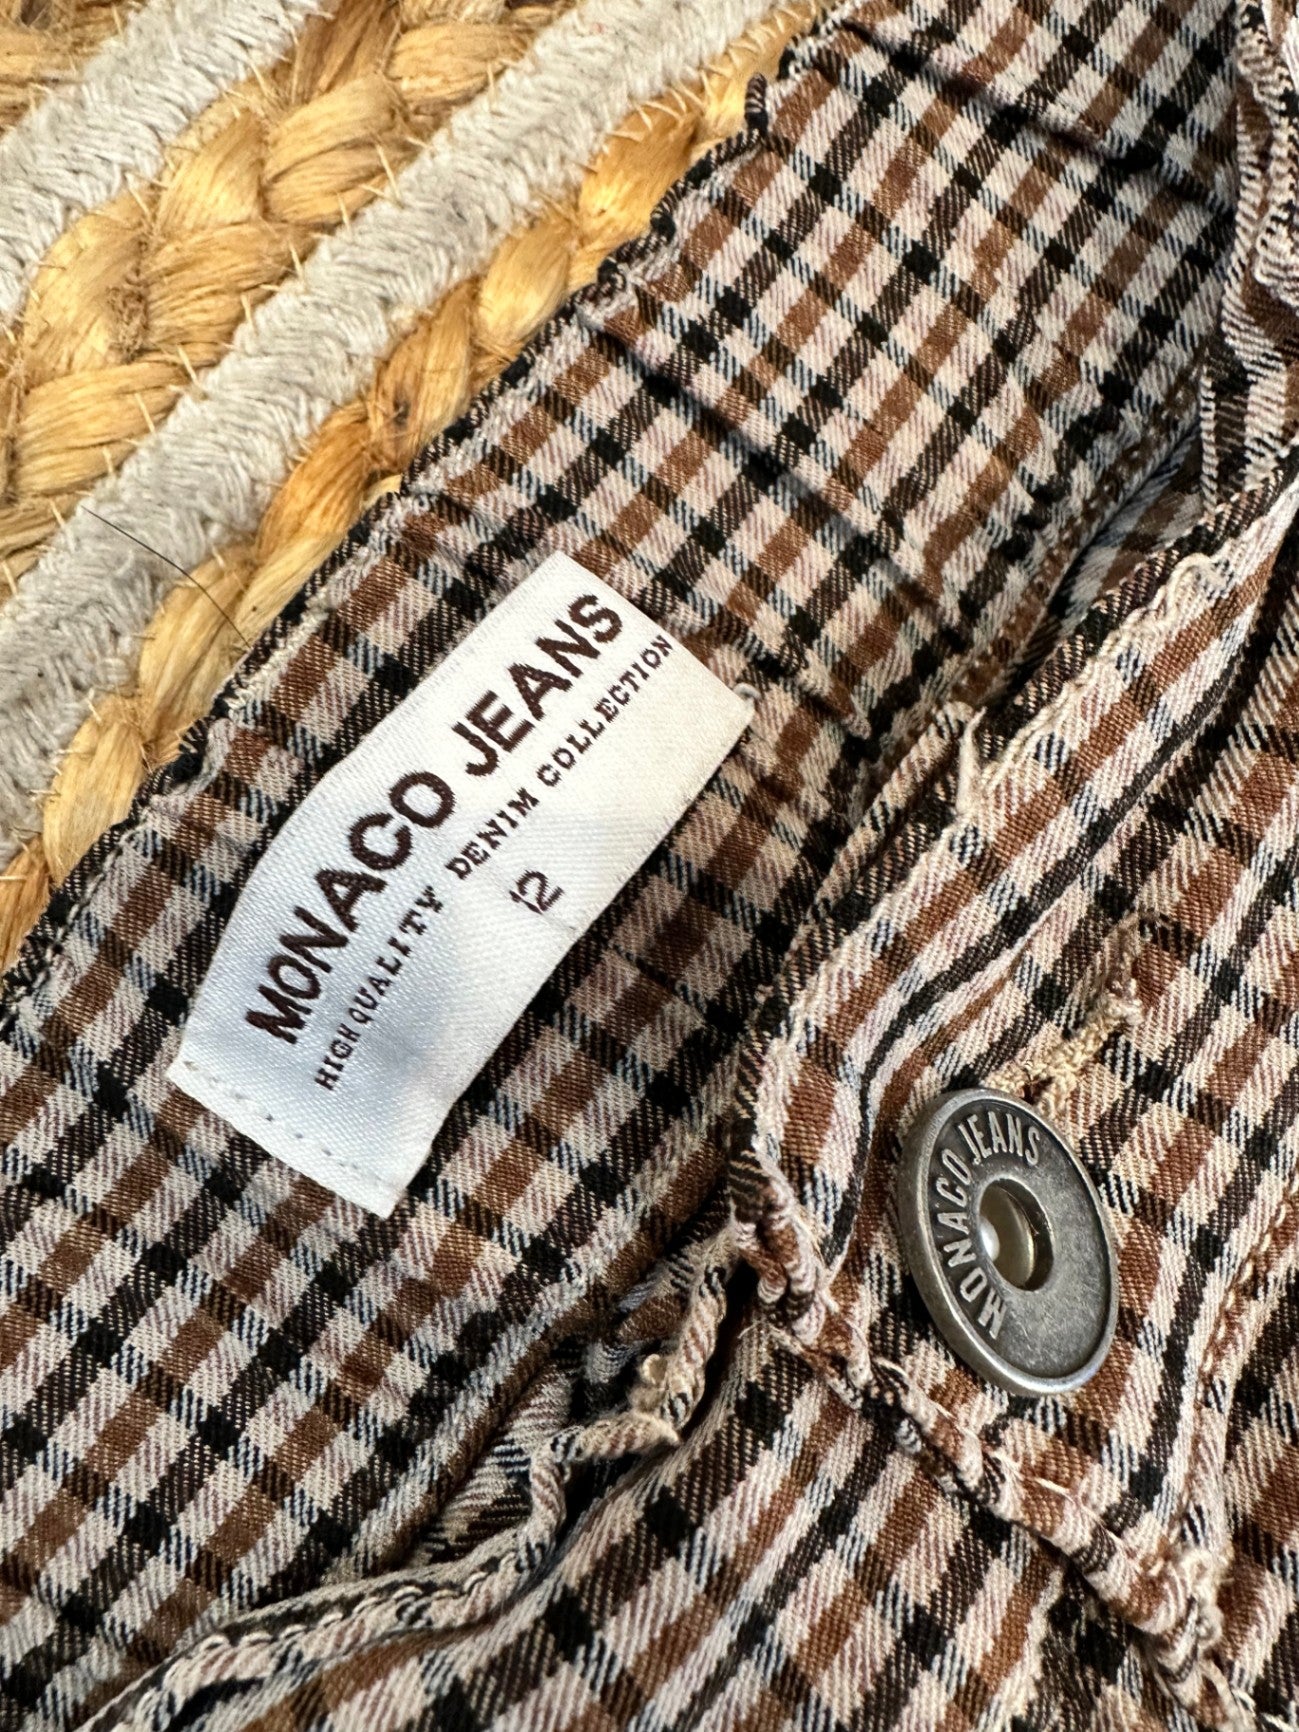 MONACO JEANS
HIGH QUALITY DENIM COLLECTION
12
MONACO JEANS